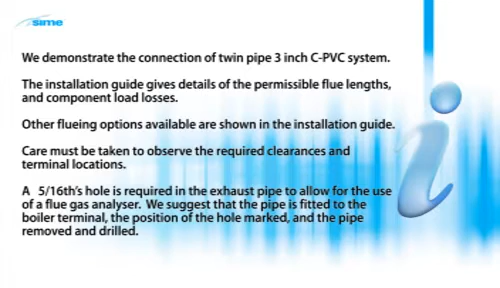 sime
We demonstrate the connection of twin pipe 3 inch C-PVC system.
The installation guide gives details of the permissible flue lengths,
and component load losses.
Other flueing options available are shown in the installation guide.
Care must be taken to observe the required clearances and
terminal locations.
A 5/16th's hole is required in the exhaust pipe to allow for the use
of a flue gas analyser. We suggest that the pipe is fitted to the
boiler terminal, the position of the hole marked, and the pipe
removed and drilled.
i